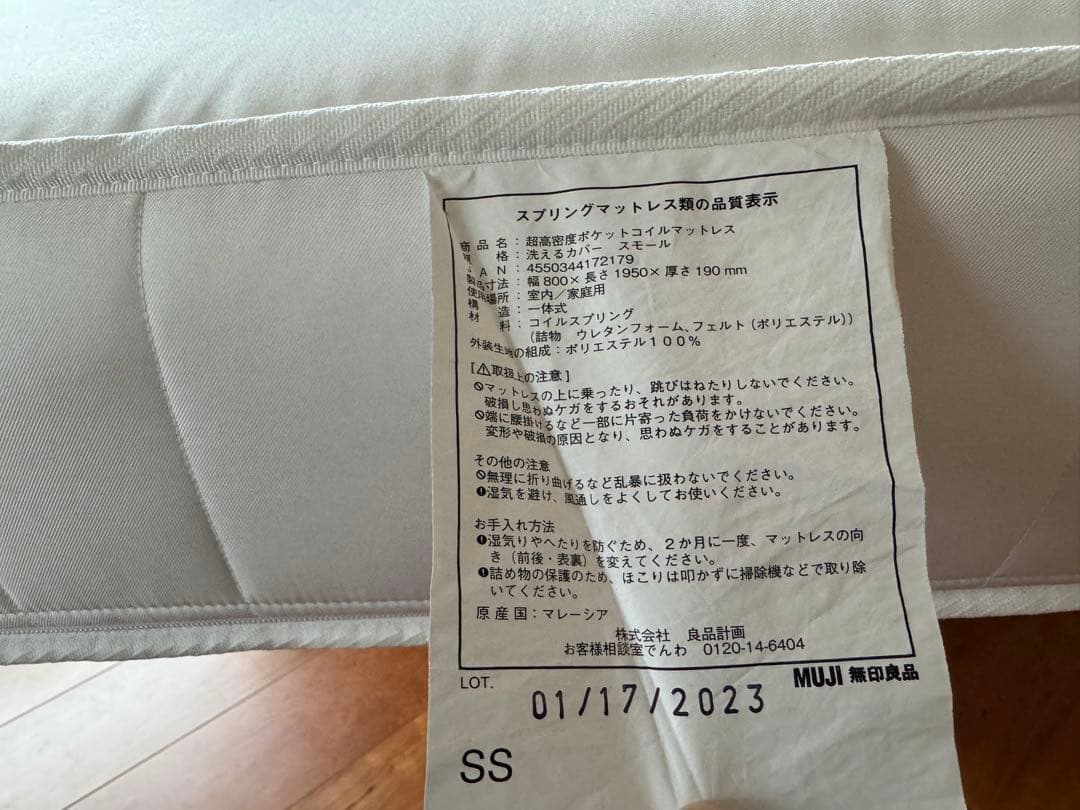 スプリングマットレス類の品質表示
商品名：超高密度ポケットコイルマットレス
格：洗えるカバー　スモール
JAN：4550344172179
製品寸法：幅800×長さ1950×厚さ190mm
使用場所：室内／家庭用
構造：一体式
材料：コイルスプリング
（詰物　ウレタンフォーム、フェルト（ポリエステル））
外装生地の組成：ポリエステル１００％
[⚠取扱上の注意]
🚫マットレスの上に乗ったり、跳びはねたりしないでください。
破損し思わぬケガをするおそれがあります。
🚫端に腰掛けるなど一部に片寄った負荷をかけないでください。
変形や破損の原因となり、思わぬケガをすることがあります。
その他の注意
🚫無理に折り曲げるなど乱暴に扱わないでください。
❶湿気を避け、風通しをよくしてお使いください。
お手入れ方法
❶湿気りやへたりを防ぐため、２か月に一度、マットレスの向
き（前後・表裏）を変えてください。
❶詰め物の保護のため、ほこりは叩かずに掃除機などで取り除
いてください。
原産国：マレーシア
株式会社　良品計画
お客様相談室でんわ　0120-14-6404
MUJI 無印良品
LOT.
01/17/2023
SS